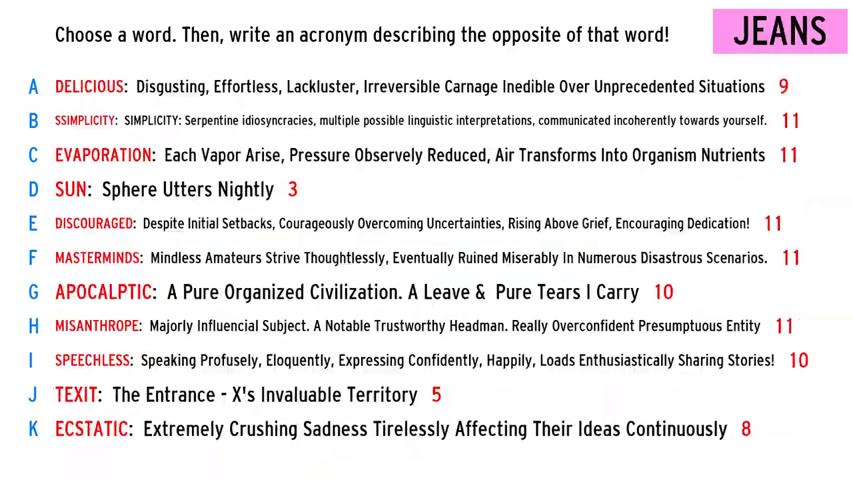 Choose a word. Then, write an acronym describing the opposite of that word!
JEANS
A DELICIOUS: Disgusting, Effortless, Lackluster, Irreversible Carnage Inedible Over Unprecedented Situations 9
B SSIMPLICITY: SIMPLICITY: Serpentine idiosyncracies, multiple possible linguistic interpretations, communicated incoherently towards yourself. 11
C EVAPORATION: Each Vapor Arise, Pressure Observely Reduced, Air Transforms Into Organism Nutrients 11
D SUN: Sphere Utters Nightly 3
E DISCOURAGED: Despite Initial Setbacks, Courageously Overcoming Uncertainties, Rising Above Grief, Encouraging Dedication! 11
F MASTERMINDS: Mindless Amateurs Strive Thoughtlessly, Eventually Ruined Miserably In Numerous Disastrous Scenarios. 11
G APOCALPTIC: A Pure Organized Civilization. A Leave & Pure Tears I Carry 10
H MISANTHROPE: Majorly Influencial Subject. A Notable Trustworthy Headman. Really Overconfident Presumptuous Entity 11
I SPEECHLESS: Speaking Profusely, Eloquently, Expressing Confidently, Happily, Loads Enthusiastically Sharing Stories! 10
J TEXIT: The Entrance - X's Invaluable Territory 5
K ECSTATIC: Extremely Crushing Sadness Tirelessly Affecting Their Ideas Continuously 8